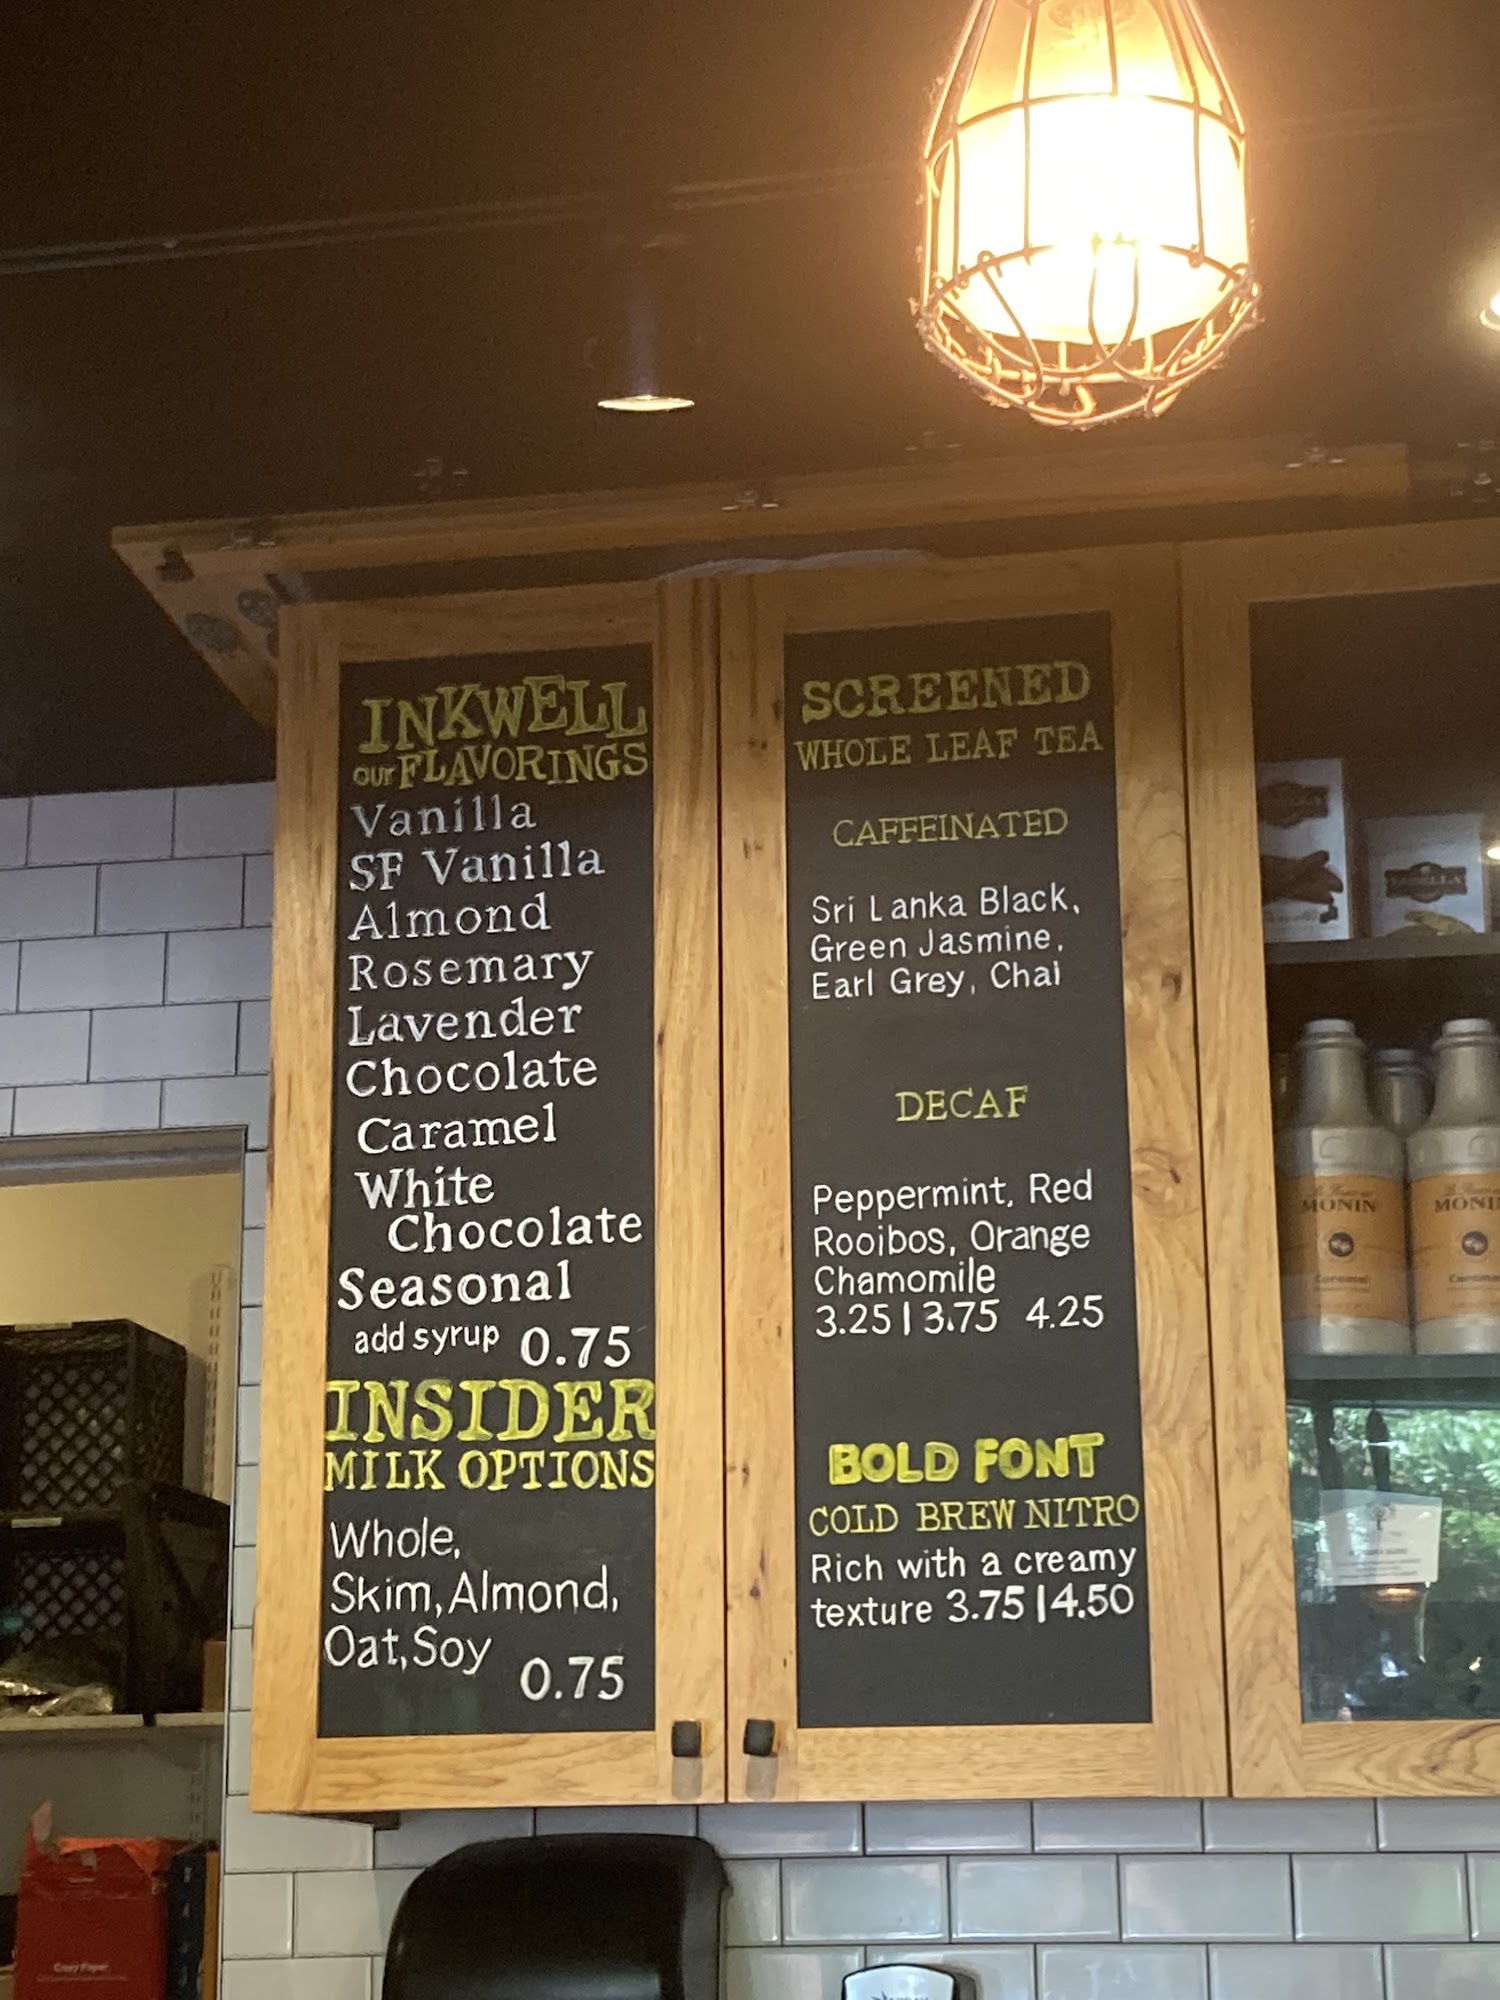 INKWELL
our FLAVORINGS
Vanilla
SF Vanilla
Almond
Rosemary
Lavender
Chocolate
Caramel
White
Chocolate
Seasonal
add syrup 0.75
INSIDER
MILK OPTIONS
Whole,
Skim, Almond,
Oat, Soy
0.75
SCREENED
WHOLE LEAF TEA
CAFFEINATED
Sri Lanka Black,
Green Jasmine,
Earl Grey, Chai
DECAF
Peppermint, Red
Rooibos, Orange
Chamomile
3.25 | 3.75 4.25
BOLD FONT
COLD BREW NITRO
Rich with a creamy
texture 3.75 | 4.50
MONIN
Caramel
MONIN